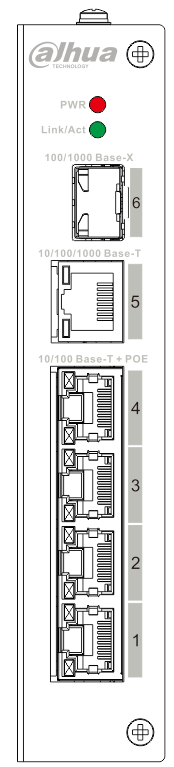 alhua
TECHNOLOGY
PWR
Link/Act
100/1000 Base-X
6
10/100/1000 Base-T
5
10/100 Base-T + POE
4
3
2
1